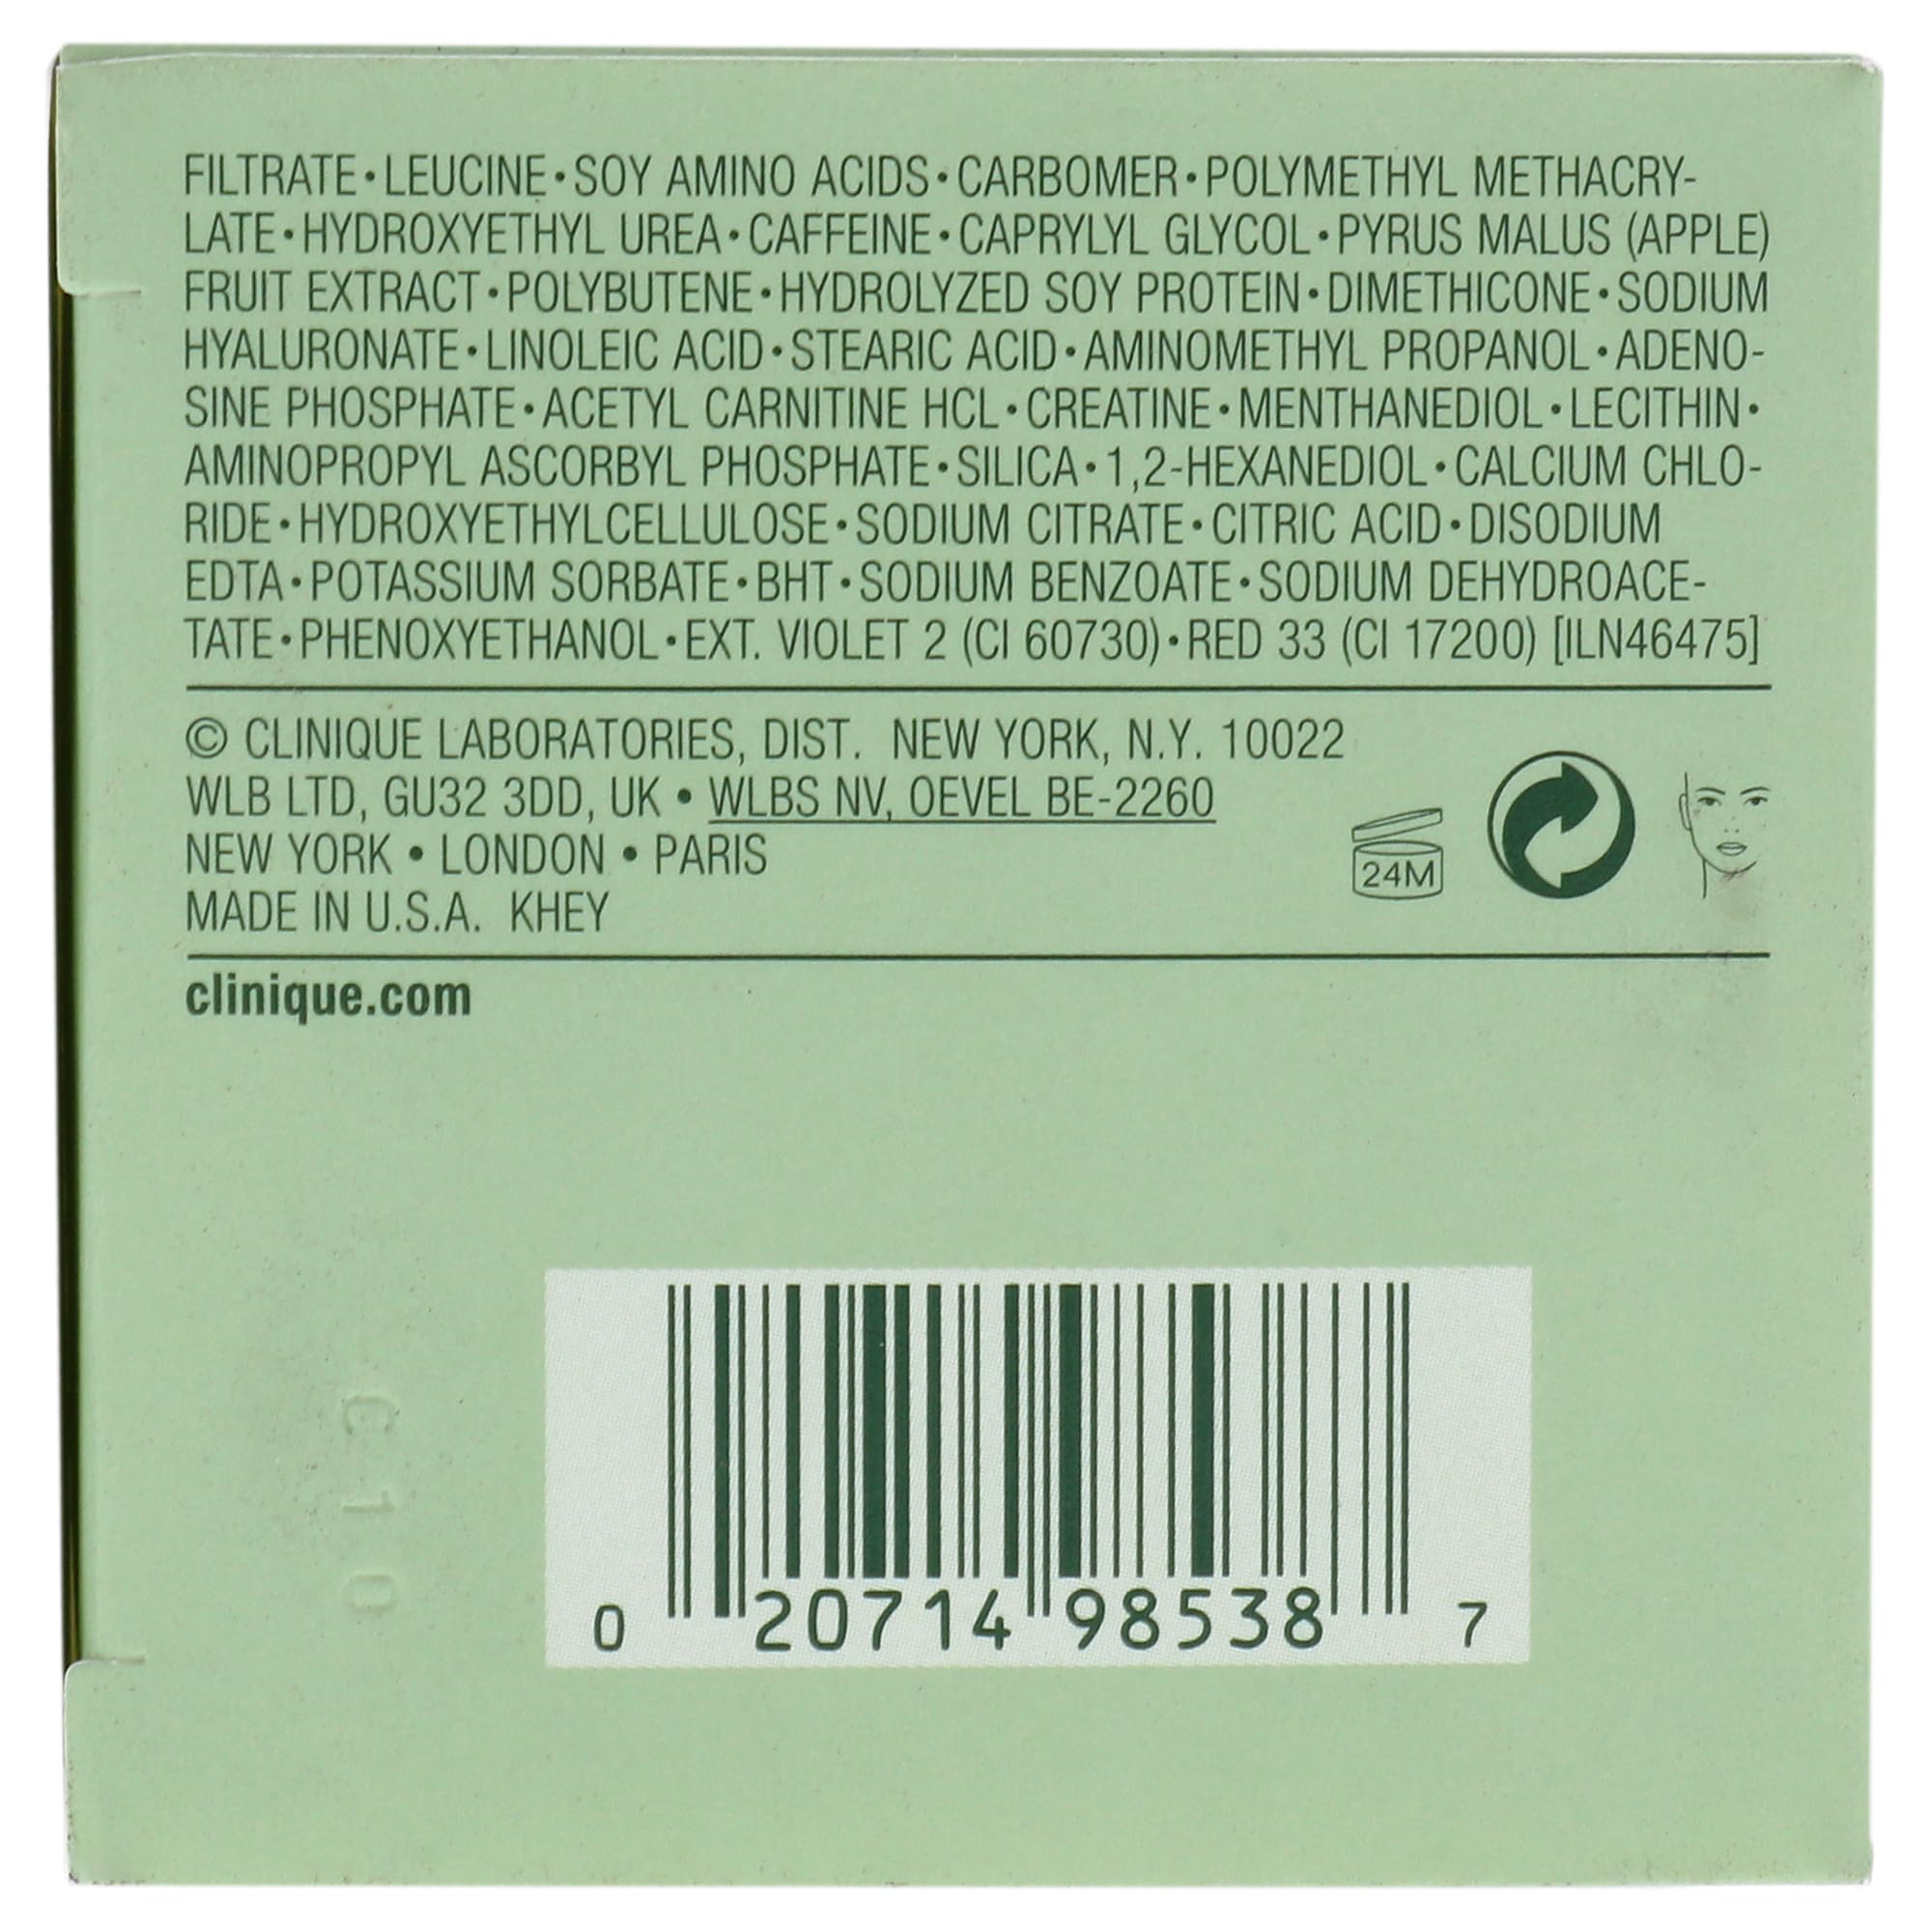 FILTRATE•LEUCINE•SOY AMINO ACIDS•CARBOMER•POLYMETHYL METHACRY-
LATE•HYDROXYETHYL UREA•CAFFEINE•CAPRYLYL GLYCOL•PYRUS MALUS (APPLE)
FRUIT EXTRACT•POLYBUTENE•HYDROLYZED SOY PROTEIN•DIMETHICONE•SODIUM
HYALURONATE•LINOLEIC ACID•STEARIC ACID•AMINOMETHYL PROPANOL•ADENO-
SINE PHOSPHATE•ACETYL CARNITINE HCL•CREATINE•MENTHANEDIOL•LECITHIN•
AMINOPROPYL ASCORBYL PHOSPHATE•SILICA•1,2-HEXANEDIOL•CALCIUM CHLO-
RIDE•HYDROXYETHYLCELLULOSE•SODIUM CITRATE•CITRIC ACID•DISODIUM
EDTA•POTASSIUM SORBATE•BHT•SODIUM BENZOATE•SODIUM DEHYDROACE-
TATE•PHENOXYETHANOL•EXT. VIOLET 2 (CI 60730)•RED 33 (CI 17200) [ILN46475]
© CLINIQUE LABORATORIES, DIST. NEW YORK, N.Y. 10022
WLB LTD, GU32 3DD, UK • WLBS NV, OEVEL BE-2260
NEW YORK • LONDON • PARIS
MADE IN U.S.A. KHEY
24M
clinique.com
C10
0 20714 98538 7